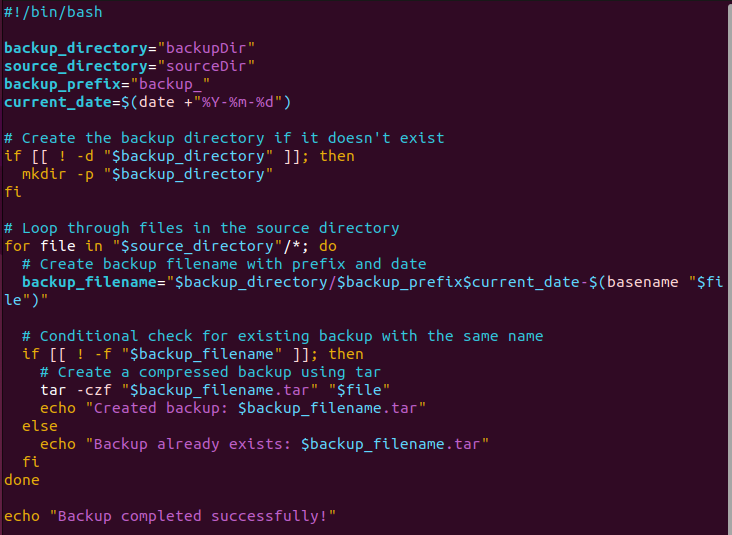 #!/bin/bash

backup_directory="backupDir"
source_directory="sourceDir"
backup_prefix="backup_"
current_date=$(date +"%Y-%m-%d")

# Create the backup directory if it doesn't exist
if [[ ! -d "$backup_directory" ]]; then
  mkdir -p "$backup_directory"
fi

# Loop through files in the source directory
for file in "$source_directory"/*; do
  # Create backup filename with prefix and date
  backup_filename="$backup_directory/$backup_prefix$current_date-$(basename "$fi
le")"

  # Conditional check for existing backup with the same name
  if [[ ! -f "$backup_filename" ]]; then
    # Create a compressed backup using tar
    tar -czf "$backup_filename.tar" "$file"
    echo "Created backup: $backup_filename.tar"
  else
    echo "Backup already exists: $backup_filename.tar"
  fi
done

echo "Backup completed successfully!"